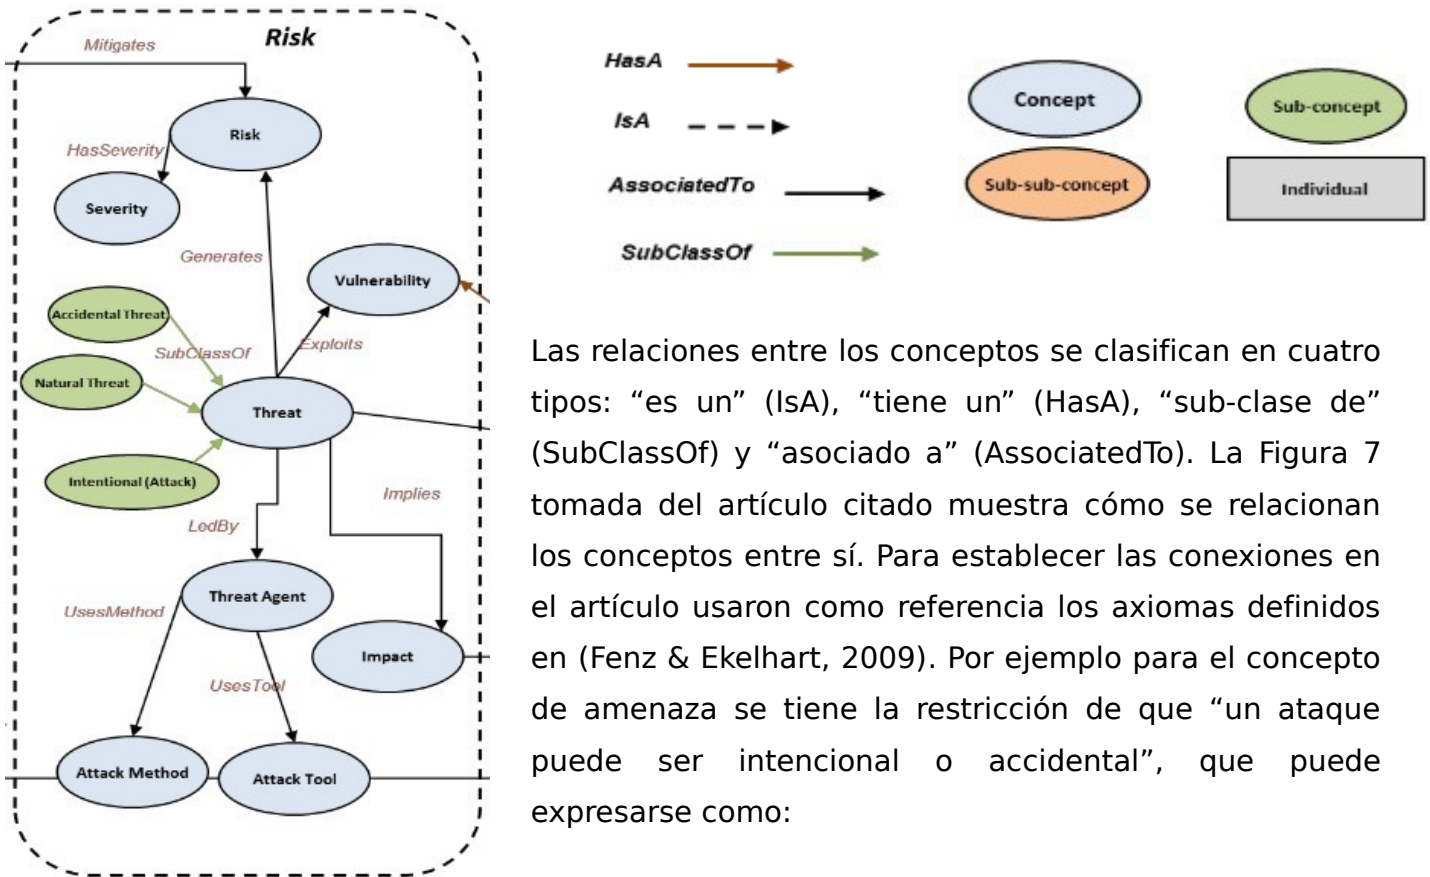 Risk
Mitigates
Risk
HasSeverity
Severity
Generates
Vulnerability
Accidental Threat
SubClassOf
Exploits
Natural Threat
Threat
Intentional (Attack)
Implies
LedBy
Threat Agent
UsesMethod
Impact
UsesTool
Attack Method
Attack Tool
HasA
IsA
AssociatedTo
SubClassOf
Concept
Sub-concept
Sub-sub-concept
Individual
Las relaciones entre los conceptos se clasifican en cuatro
tipos: “es un” (IsA), “tiene un” (HasA), “sub-clase de”
(SubClassOf) y “asociado a” (AssociatedTo). La Figura 7
tomada del artículo citado muestra cómo se relacionan
los conceptos entre sí. Para establecer las conexiones en
el artículo usaron como referencia los axiomas definidos
en (Fenz & Ekelhart, 2009). Por ejemplo para el concepto
de amenaza se tiene la restricción de que “un ataque
puede ser intencional o accidental”, que puede
expresarse como: